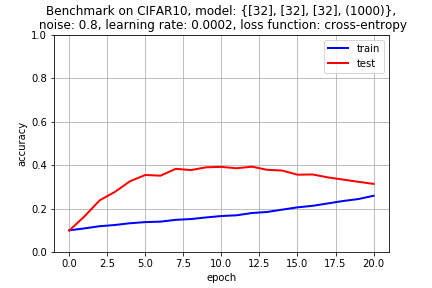 Benchmark on CIFAR10, model: {[32], [32], [32], (1000)},
noise: 0.8, learning rate: 0.0002, loss function: cross-entropy
1.0
0.8
0.6
0.4
0.2
0.0
accuracy
train
test
0.0 2.5 5.0 7.5 10.0 12.5 15.0 17.5 20.0
epoch